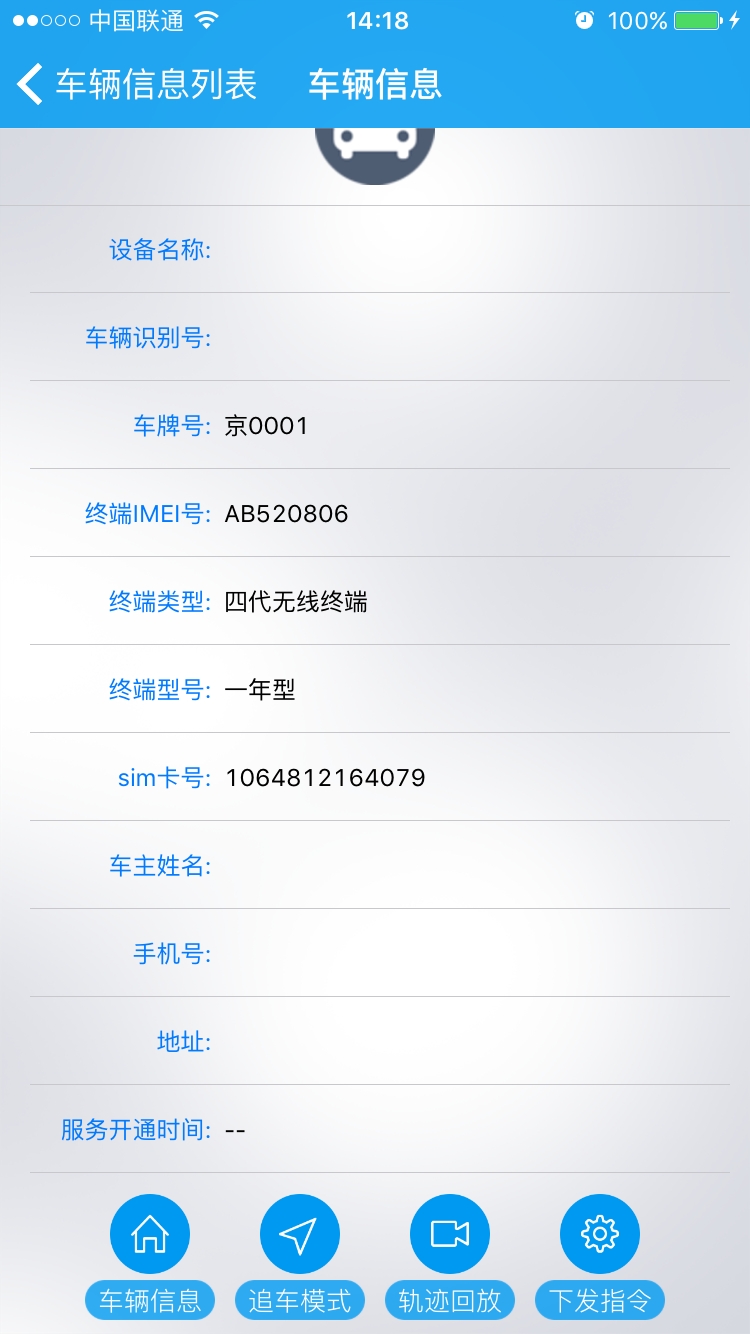 中国联通 14:18 100%
车辆信息列表 车辆信息
设备名称:
车辆识别号:
车牌号: 京0001
终端IMEI号: AB520806
终端类型: 四代无线终端
终端型号: 一年型
sim卡号: 1064812164079
车主姓名:
手机号:
地址:
服务开通时间: --
车辆信息 追车模式 轨迹回放 下发指令